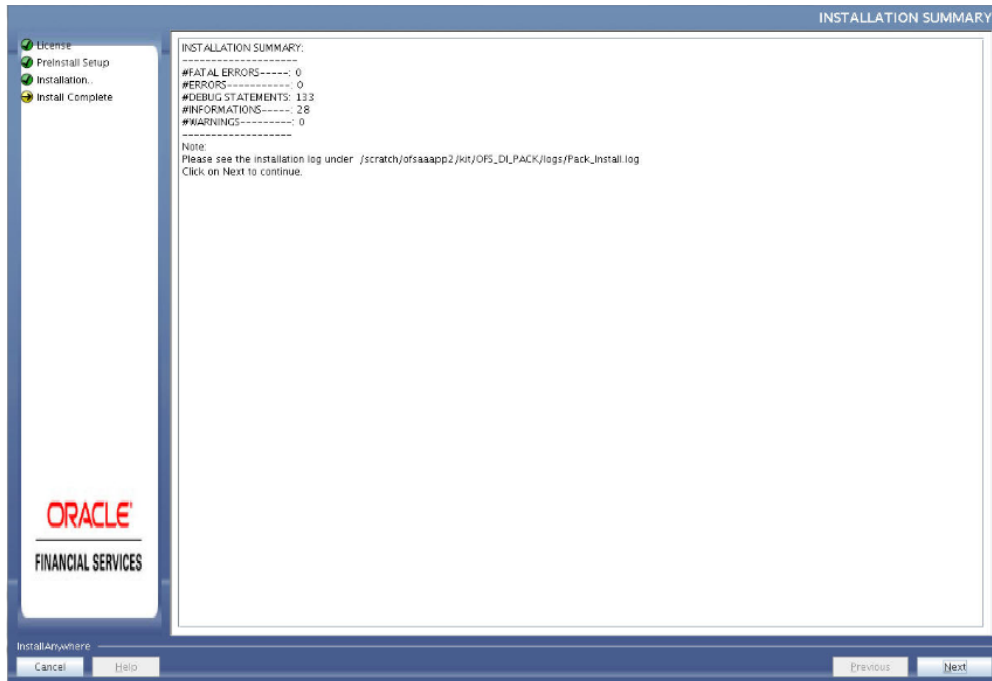 INSTALLATION SUMMARY
License
PreInstall Setup
Installation..
Install Complete
INSTALLATION SUMMARY:
--------------------
#FATAL ERRORS-----: 0
#ERRORS-----------: 0
#DEBUG STATEMENTS: 133
#INFORMATIONS-----: 28
#WARNINGS---------: 0
-------------------
Note:
Please see the installation log under /scratch/ofsaaapp2/kit/OFS_DI_PACK/logs/Pack_Install.log
Click on Next to continue.
ORACLE
FINANCIAL SERVICES
InstallAnywhere
Cancel Help Previous Next